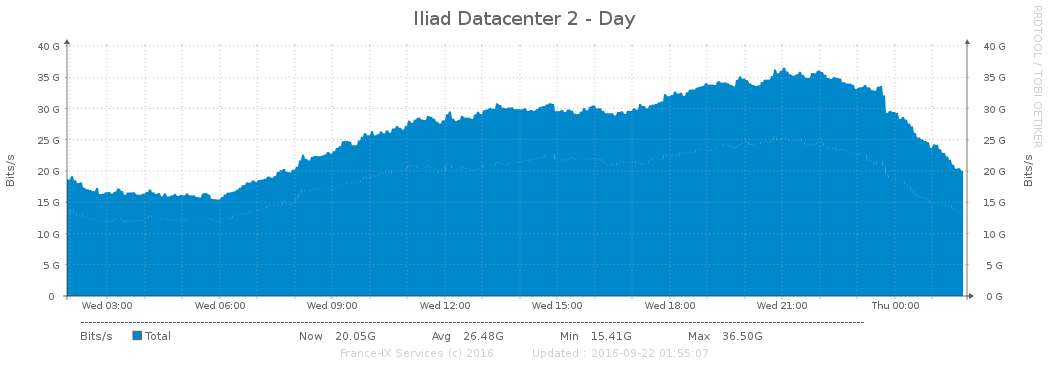 Iliad Datacenter 2 - Day
RRDTOOL / TOBI OETIKER
Bits/s
40 G 40 G
35 G 35 G
30 G 30 G
25 G 25 G
20 G 20 G
15 G 15 G
10 G 10 G
5 G 5 G
0 0 G
Bits/s
Wed 03:00 Wed 06:00 Wed 09:00 Wed 12:00 Wed 15:00 Wed 18:00 Wed 21:00 Thu 00:00
Bits/s Total Now 20.05G Avg 26.48G Min 15.41G Max 36.50G
France-IX Services (c) 2016 Updated : 2016-09-22 01:55:07